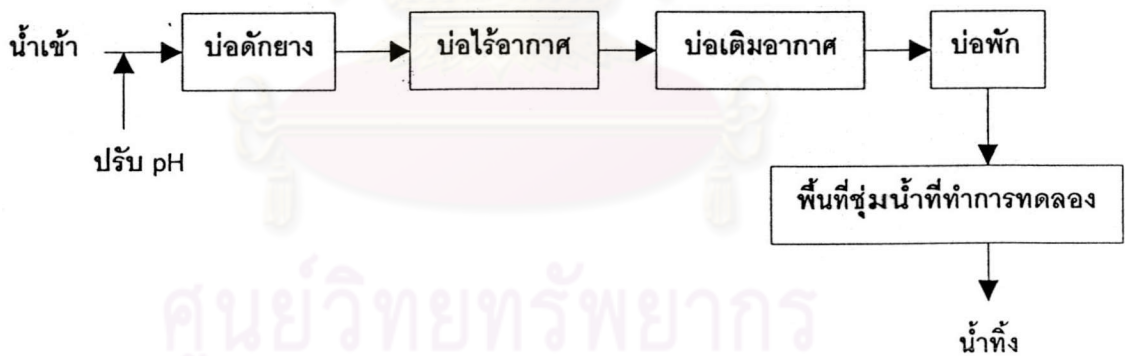 น้ำเข้า
บ่อดักยาง
บ่อไร้อากาศ
บ่อเติมอากาศ
บ่อพัก
ปรับ pH
พื้นที่ชุ่มน้ำที่ทำการทดลอง
น้ำทิ้ง
ศูนย์วิทยทรัพยากร